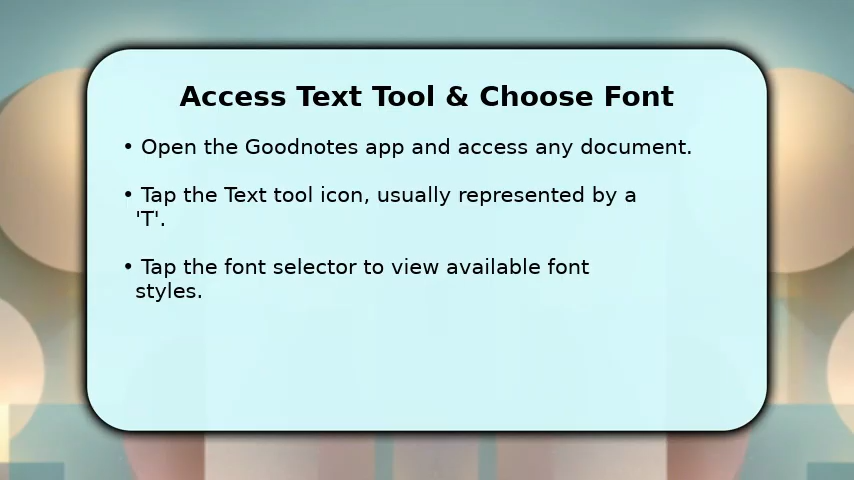 Access Text Tool & Choose Font
• Open the Goodnotes app and access any document.
• Tap the Text tool icon, usually represented by a
'T'.
• Tap the font selector to view available font
styles.